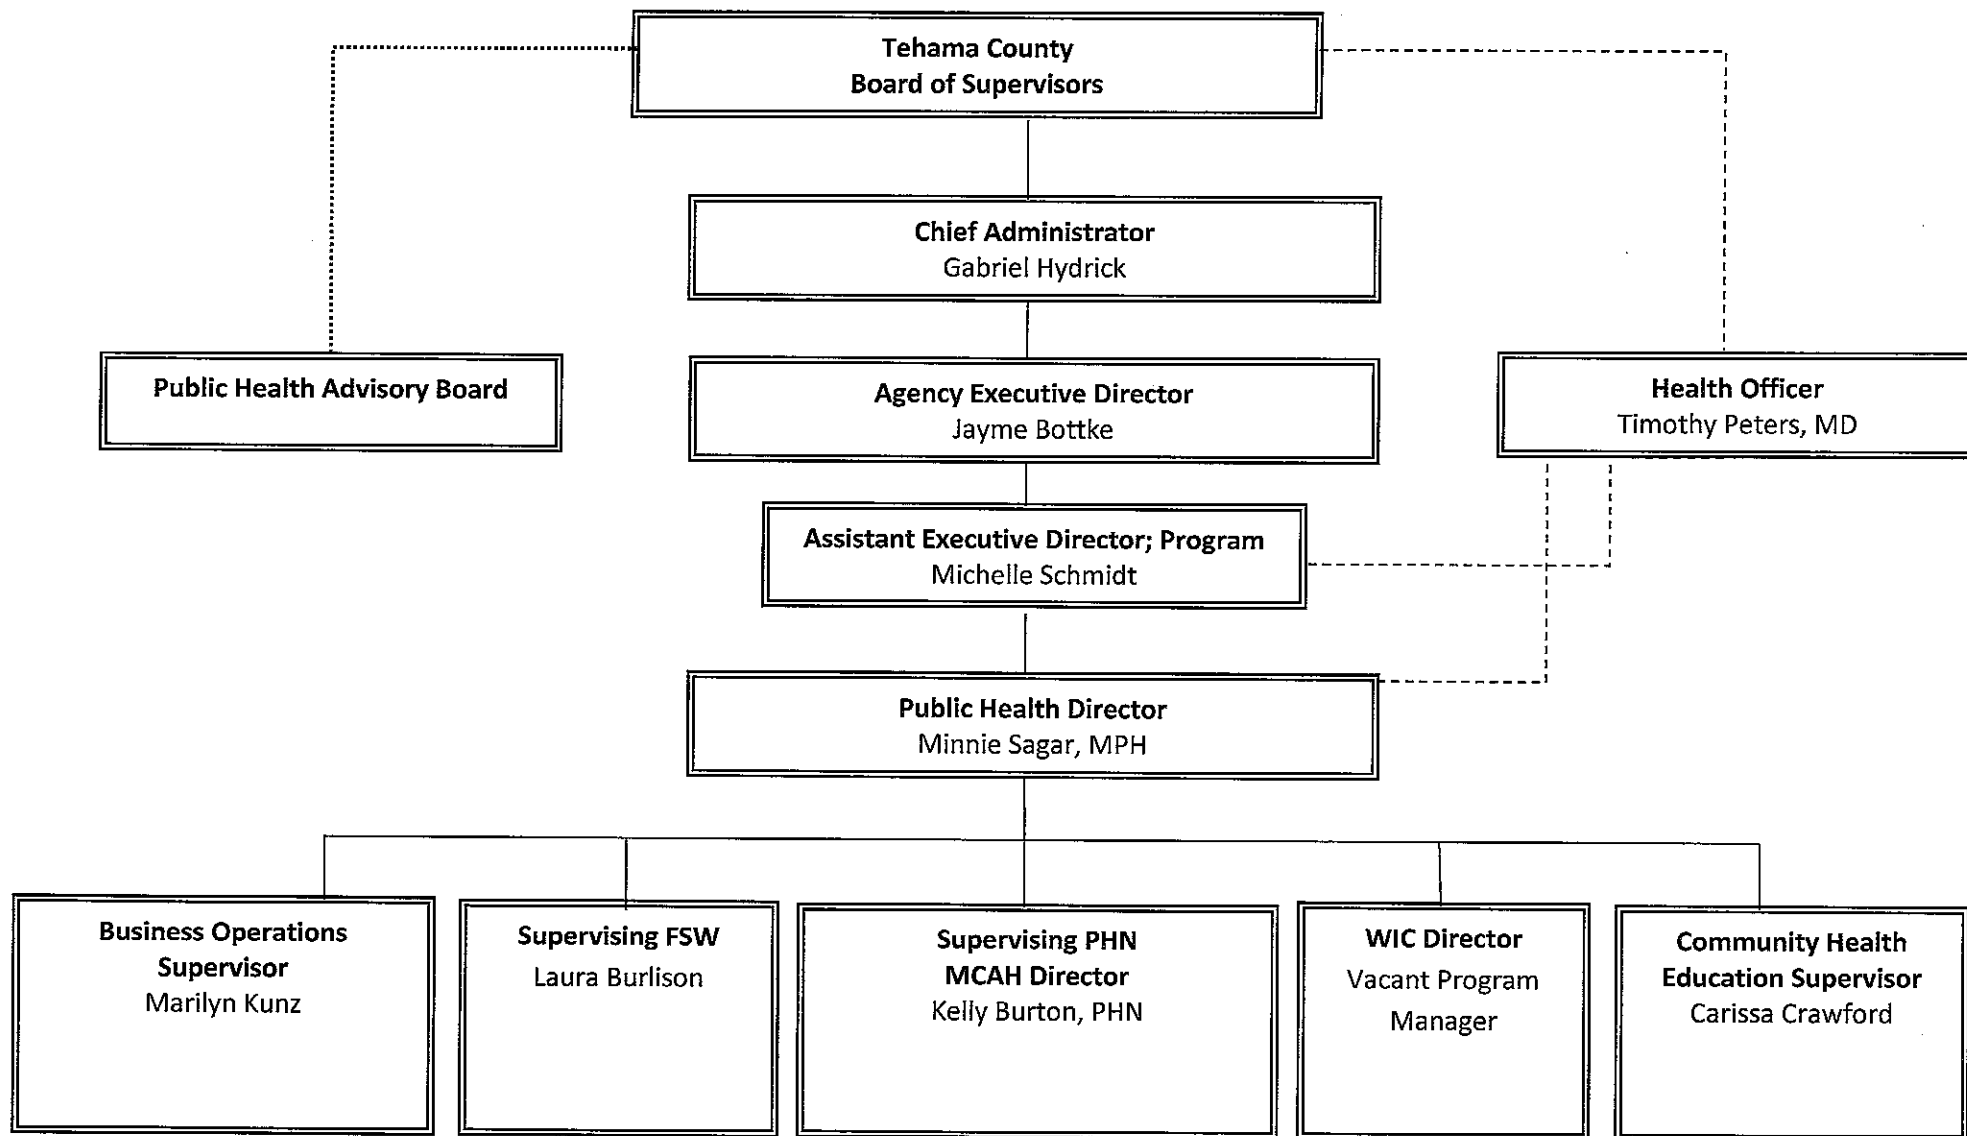 Tehama County
Board of Supervisors
Chief Administrator
Gabriel Hydrick
Public Health Advisory Board
Agency Executive Director
Jayme Bottke
Health Officer
Timothy Peters, MD
Assistant Executive Director; Program
Michelle Schmidt
Public Health Director
Minnie Sagar, MPH
Business Operations
Supervisor
Marilyn Kunz
Supervising FSW
Laura Burlison
Supervising PHN
MCAH Director
Kelly Burton, PHN
WIC Director
Vacant Program
Manager
Community Health
Education Supervisor
Carissa Crawford